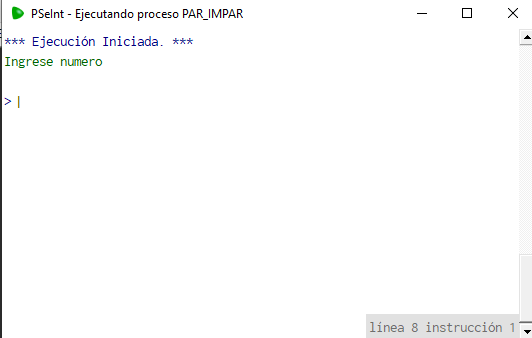 PSeInt - Ejecutando proceso PAR_IMPAR
*** Ejecución Iniciada. ***
Ingrese numero
>
línea 8 instrucción 1